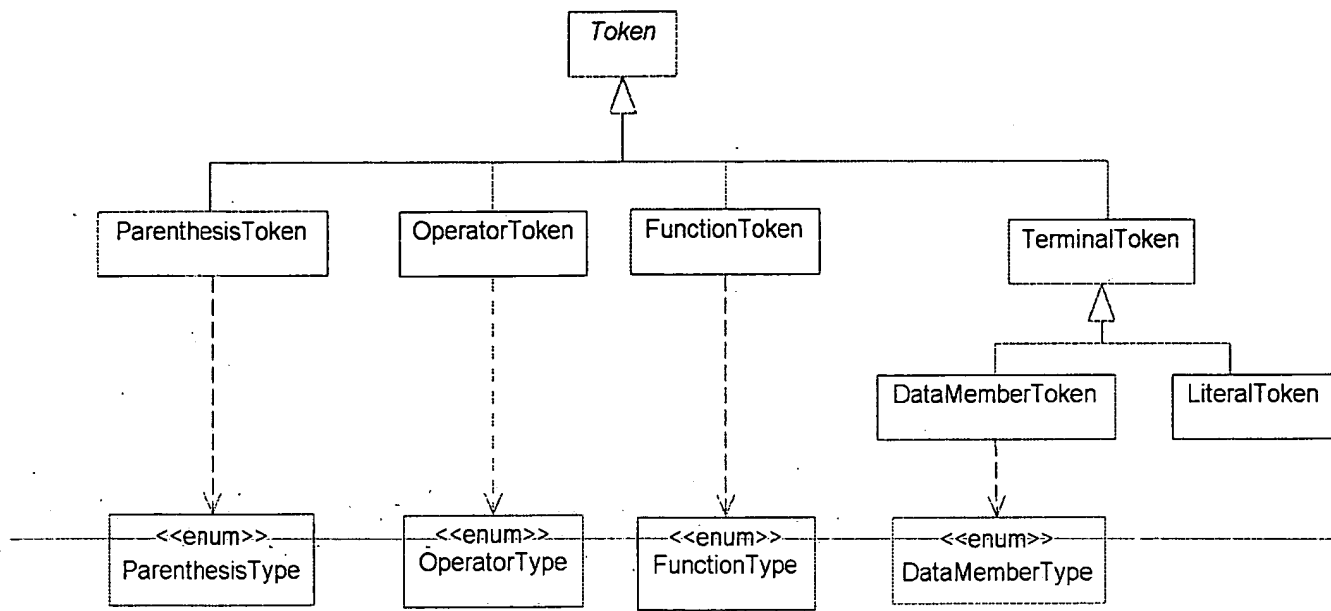 Token
ParenthesisToken
OperatorToken
FunctionToken
TerminalToken
DataMemberToken
LiteralToken
<<enum>>
ParenthesisType
<<enum>>
OperatorType
<<enum>>
FunctionType
<<enum>>
DataMemberType